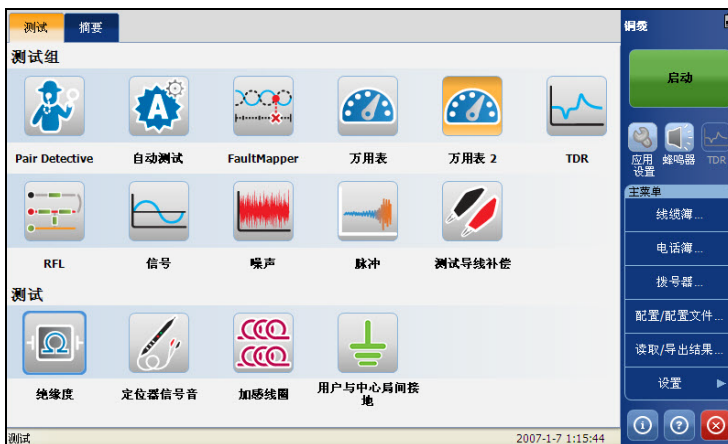 测试 摘要
测试组
Pair Detective 自动测试 FaultMapper 万用表 万用表 2 TDR
RFL 信号 噪声 脉冲 测试导线补偿
测试
绝缘度 定位器信号音 加感线圈 用户与中心局间接
地
测试 2007-1-7 1:15:44
铜缆
启动
应用 蜂鸣器 TDR
设置
主菜单
线缆簿...
电话簿...
拨号器...
配置/配置文件...
读取/导出结果...
设置